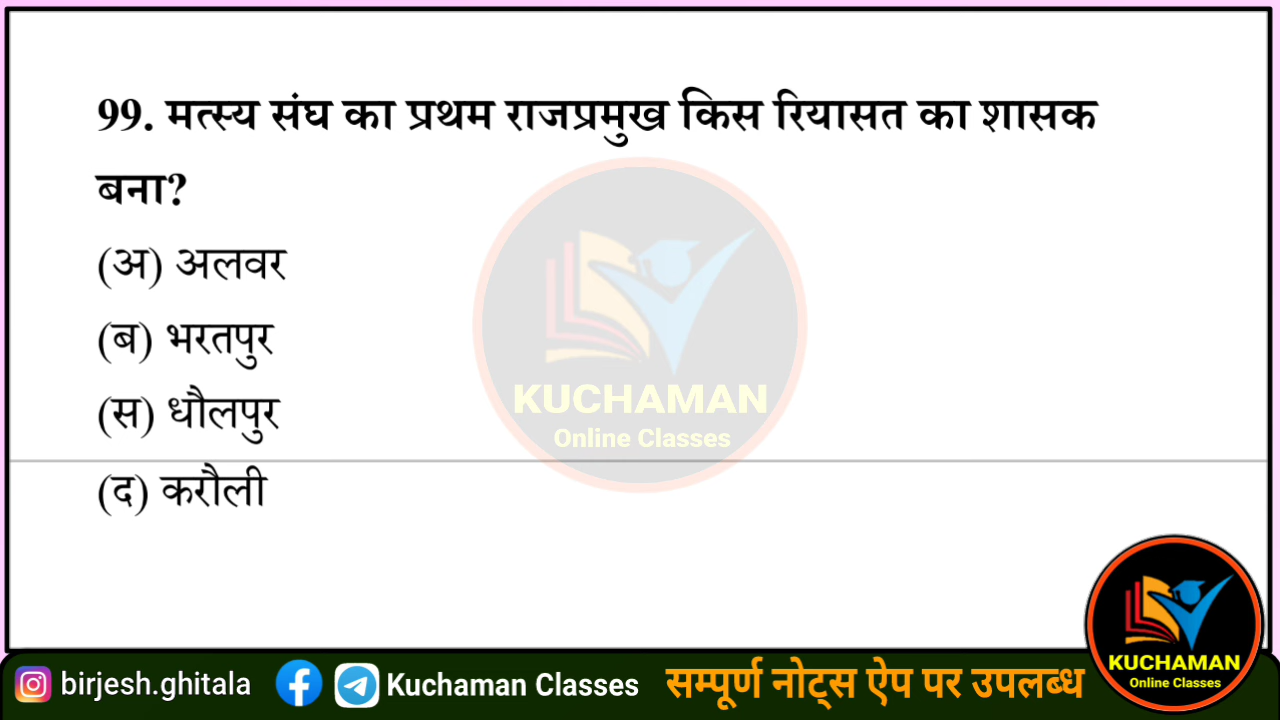 99. मत्स्य संघ का प्रथम राजप्रमुख किस रियासत का शासक
बना?
(अ) अलवर
(ब) भरतपुर
(स) धौलपुर
(द) करौली
KUCHAMAN
Online Classes
KUCHAMAN
Online Classes
birjesh.ghitala
Kuchaman Classes
सम्पूर्ण नोट्स ऐप पर उपलब्ध